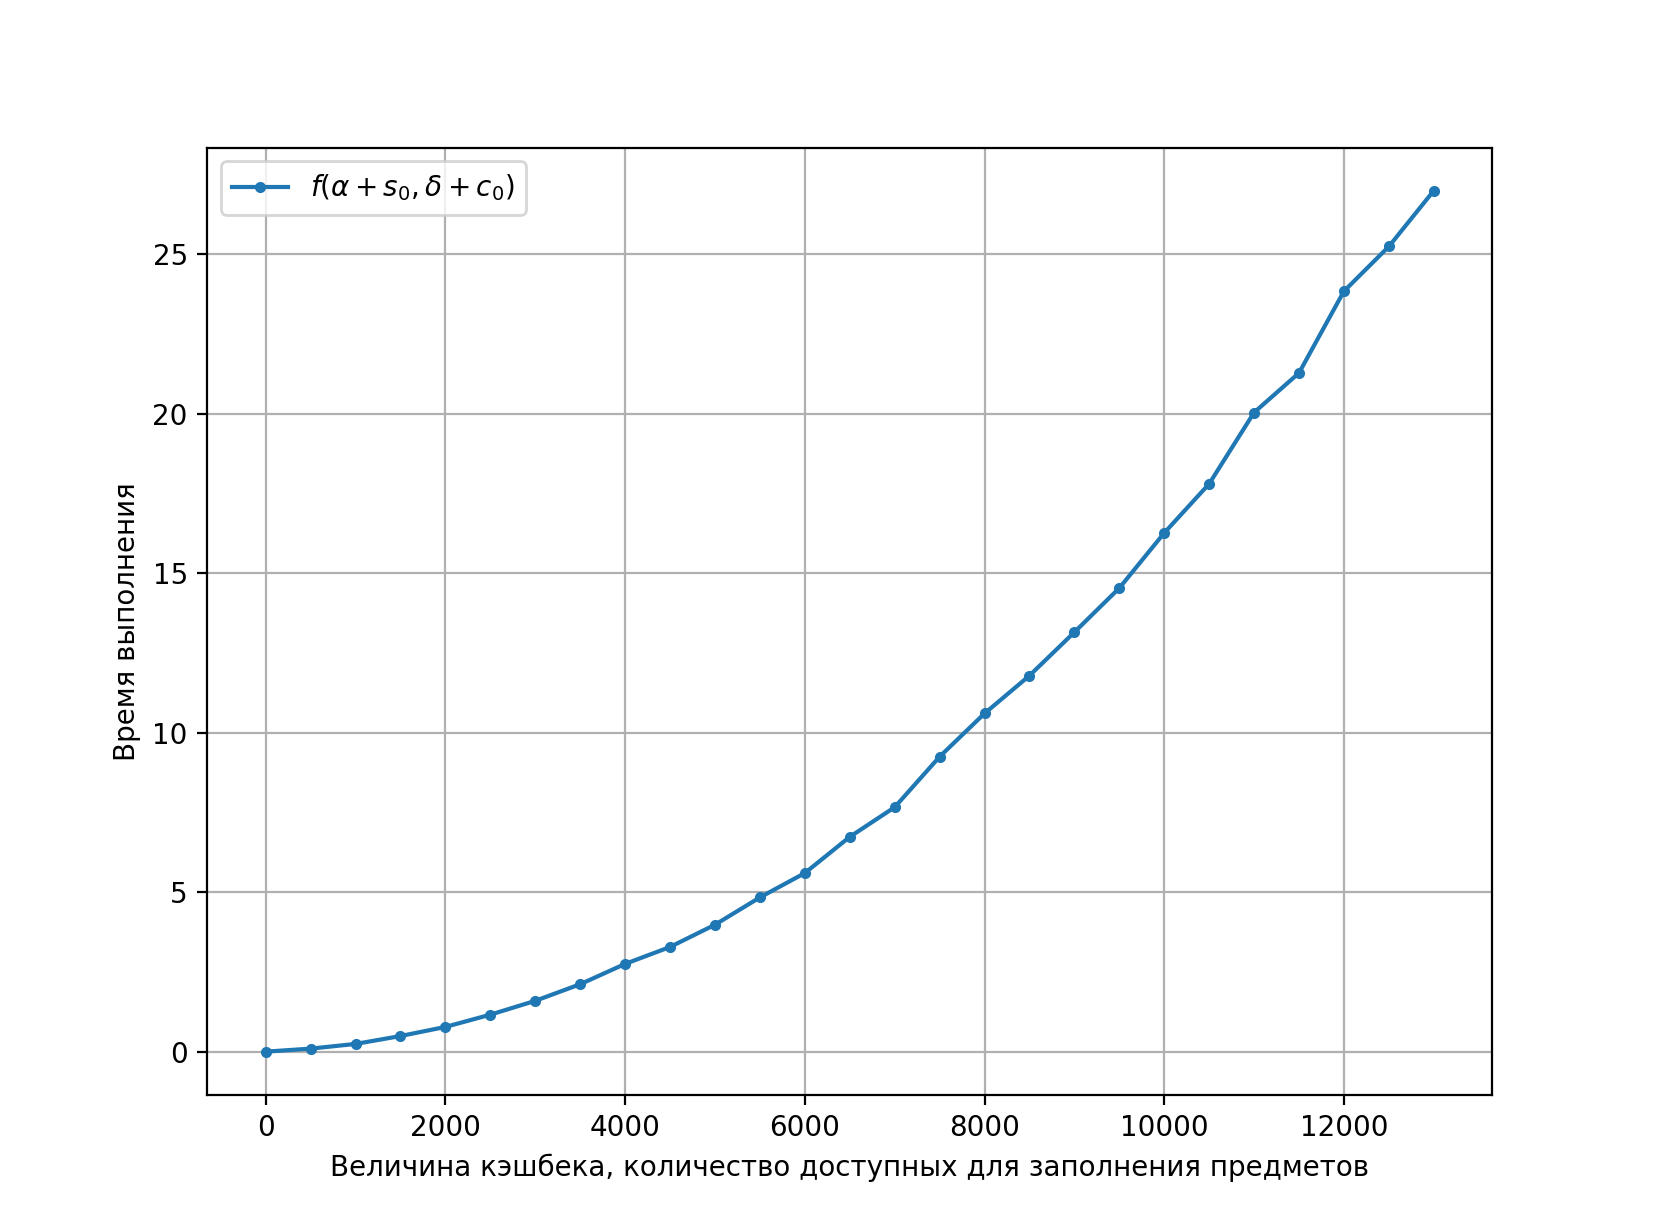 f(α + s₀, δ + c₀)
25
20
15
10
5
0
Время выполнения
0 2000 4000 6000 8000 10000 12000
Величина кэшбека, количество доступных для заполнения предметов